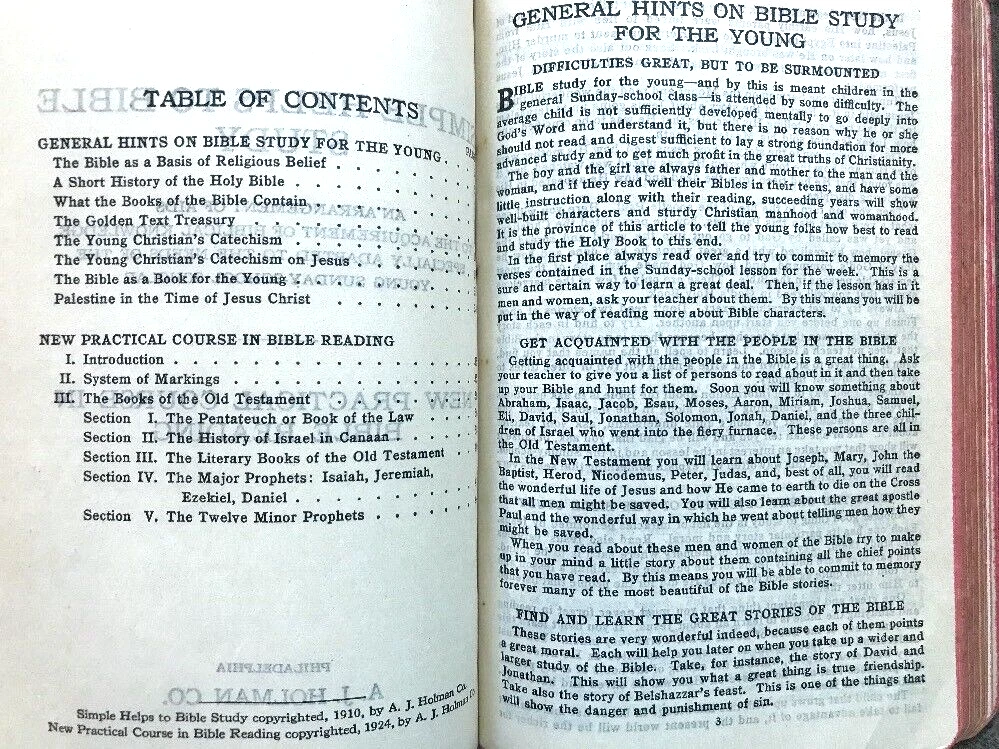 TABLE OF CONTENTS
GENERAL HINTS ON BIBLE STUDY FOR THE YOUNG
The Bible as a Basis of Religious Belief
A Short History of the Holy Bible
What the Books of the Bible Contain
The Golden Text Treasury
The Young Christian's Catechism
The Young Christian's Catechism on Jesus
The Bible as a Book for the Young
Palestine in the Time of Jesus Christ
NEW PRACTICAL COURSE IN BIBLE READING
I. Introduction
II. System of Markings
III. The Books of the Old Testament
Section I. The Pentateuch or Book of the Law
Section II. The History of Israel in Canaan
Section III. The Literary Books of the Old Testament
Section IV. The Major Prophets: Isaiah, Jeremiah,
Ezekiel, Daniel
Section V. The Twelve Minor Prophets
Simple Helps to Bible Study copyrighted, 1910, by A. J. Holman Co.
New Practical Course in Bible Reading copyrighted, 1924, by A. J. Holman Co.
GENERAL HINTS ON BIBLE STUDY
FOR THE YOUNG
DIFFICULTIES GREAT, BUT TO BE SURMOUNTED
BIBLE study for the young—and by this is meant children in the
general Sunday-school class—is attended by some difficulty. The
average child is not sufficiently developed mentally to go deeply into
God's Word and understand it, but there is no reason why he or she
should not read and digest sufficient to lay a strong foundation for more
advanced study and to get much profit in the great truths of Christianity.
The boy and the girl are always father and mother to the man and the
woman, and if they read well their Bibles in their teens, and have some
little instruction along with their reading, succeeding years will show
well-built characters and sturdy Christian manhood and womanhood.
It is the province of this article to tell the young folks how best to read
and study the Holy Book to this end.
In the first place always read over and try to commit to memory the
verses contained in the Sunday-school lesson for the week. This is a
sure and certain way to learn a great deal. Then, if the lesson has in it
men and women, ask your teacher about them. By this means you will be
put in the way of reading more about Bible characters.
GET ACQUAINTED WITH THE PEOPLE IN THE BIBLE
Getting acquainted with the people in the Bible is a great thing. Ask
your teacher to give you a list of persons to read about in it and then take
up your Bible and hunt for them. Soon you will know something about
Abraham, Isaac, Jacob, Esau, Moses, Aaron, Miriam, Joshua, Samuel,
Eli, David, Saul, Jonathan, Solomon, Jonah, Daniel, and the three chil-
dren of Israel who went into the fiery furnace. These persons are all in
the Old Testament.
In the New Testament you will learn about Joseph, Mary, John the
Baptist, Herod, Nicodemus, Peter, Judas, and, best of all, you will read
the wonderful life of Jesus and how He came to earth to die on the Cross
that all men might be saved. You will also learn about the great apostle
Paul and the wonderful way in which he went about telling men how they
might be saved.
When you read about these men and women of the Bible try to make
up in your mind a little story about them containing all the chief points
that you have read. By this means you will be able to commit to memory
forever many of the most beautiful of the Bible stories.
FIND AND LEARN THE GREAT STORIES OF THE BIBLE
These stories are very wonderful indeed, because each of them points
a great moral. Each will help you later on when you take up a wider and
larger study of the Bible. Take, for instance, the story of David and
Jonathan. This will show you what a great thing is true friendship.
Take also the story of Belshazzar's feast. This is one of the things that
will show the danger and punishment of sin.
3